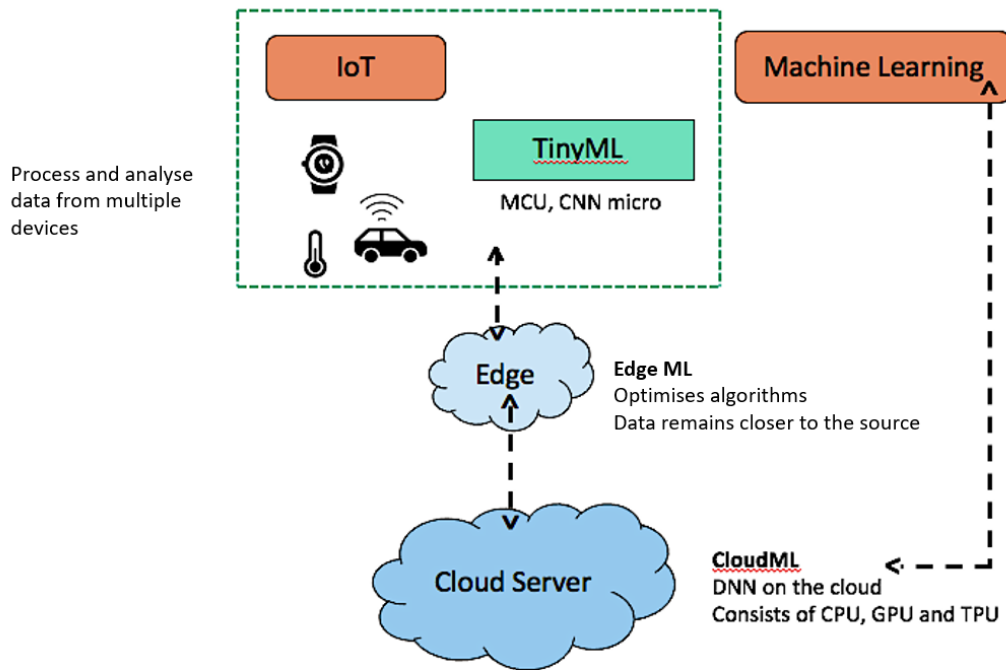 IoT
Machine Learning
TinyML
MCU, CNN micro
Process and analyse
data from multiple
devices
Edge
Edge ML
Optimises algorithms
Data remains closer to the source
Cloud Server
CloudML
DNN on the cloud
Consists of CPU, GPU and TPU